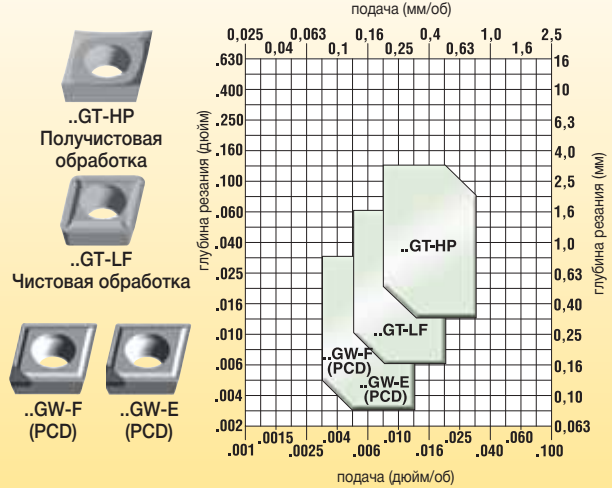 подача (мм/об)
0,025 0,063 0,16 0,4 1,0 2,5
0,04 0,1 0,25 0,63 1,6
..GT-HP
Получистовая
обработка
..GT-LF
Чистовая обработка
..GW-F
(PCD)
..GW-E
(PCD)
глубина резания (дюйм)
.630
.400
.250
.160
.100
.060
.040
.025
.016
.010
.006
.004
.002
..GT-HP
..GT-LF
..GW-F
(PCD)
..GW-E
(PCD)
16
10
6,3
4,0
2,5
1,6
1,0
0,63
0,40
0,25
0,16
0,10
0,063
глубина резания (мм)
.0015 .004 .010 .025 .060
.001 .0025 .006 .016 .040 .100
подача (дюйм/об)